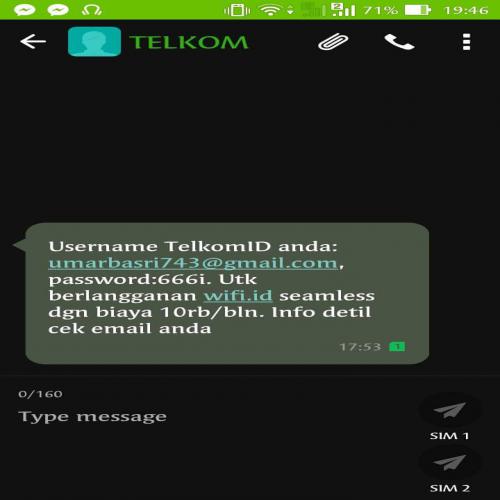 71% 19:46
TELKOM
Username TelkomID anda:
umarbasri743@gmail.com,
password:666i. Utk
berlangganan wifi.id seamless
dgn biaya 10rb/bln. Info detil
cek email anda
17:53 1
0/160
Type message
SIM 1
SIM 2